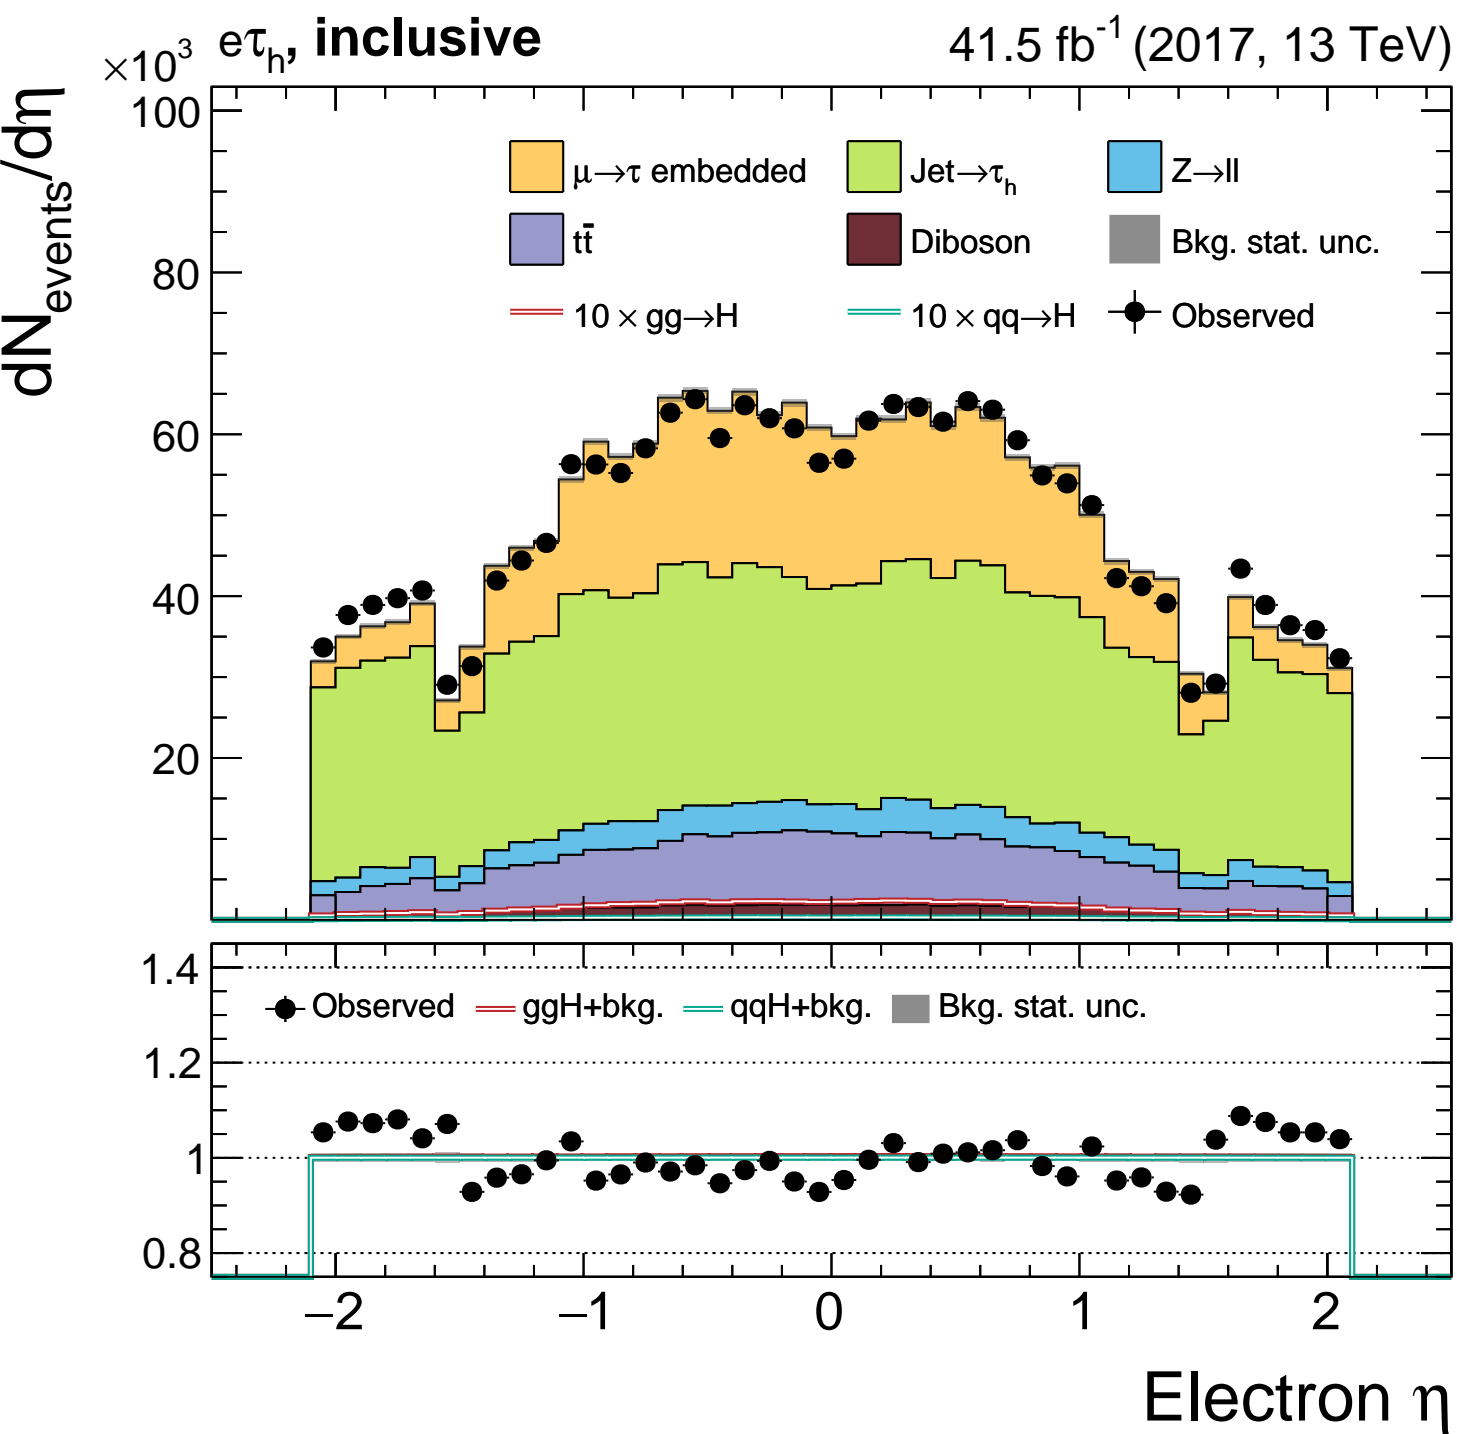 ×10³ eτₕ, inclusive 41.5 fb⁻¹ (2017, 13 TeV)
dN_events/dη
100
80
60
40
20
μ→τ embedded Jet→τₕ Z→ll
tt̄ Diboson Bkg. stat. unc.
10 × gg→H 10 × qq→H Observed
1.4
1.2
1
0.8
Observed ggH+bkg. qqH+bkg. Bkg. stat. unc.
−2 −1 0 1 2
Electron η